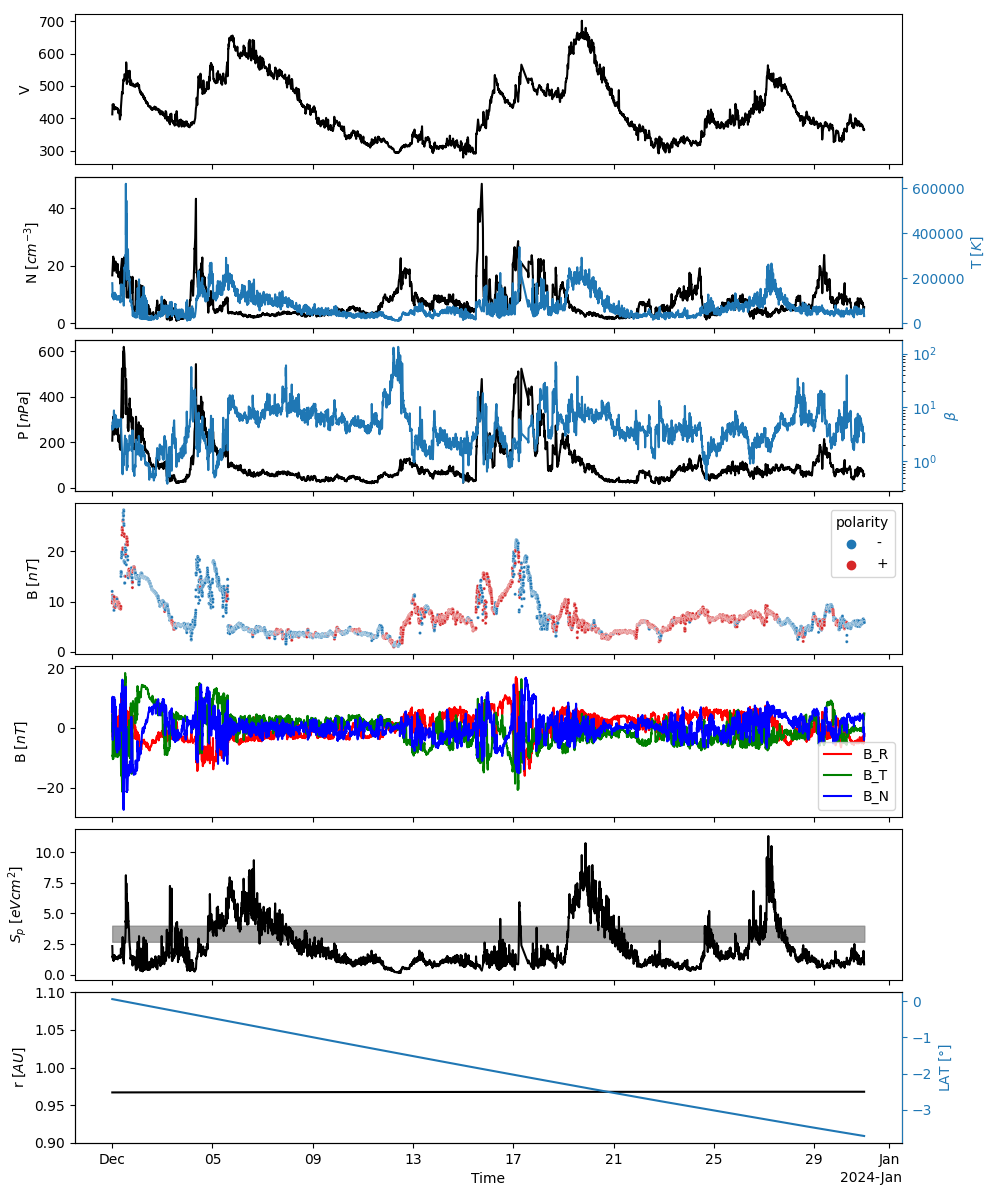 700
600
500
400
300
V
40
20
0
N [cm⁻³]
600000
400000
200000
0
T [K]
600
400
200
0
P [nPa]
10²
10¹
10⁰
β
20
10
0
B [nT]
polarity
-
+
20
0
−20
B [nT]
B_R
B_T
B_N
10.0
7.5
5.0
2.5
0.0
Sₚ [eVcm²]
1.10
1.05
1.00
0.95
0.90
r [AU]
0
−1
−2
−3
LAT [°]
Dec 05 09 13 17 21 25 29 Jan
Time
2024-Jan